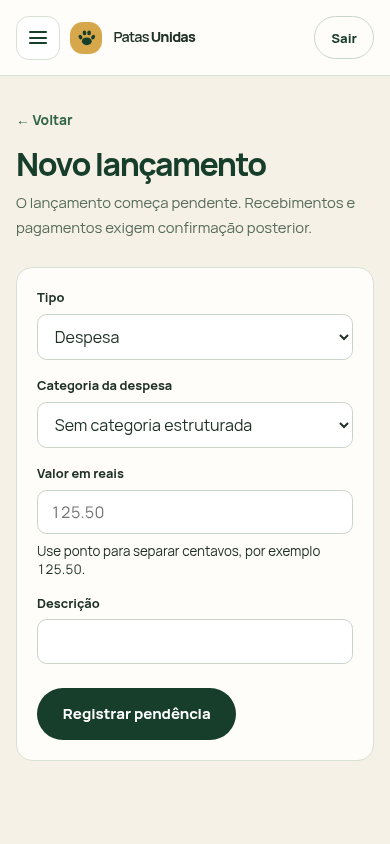 Patas Unidas
Sair
← Voltar
Novo lançamento
O lançamento começa pendente. Recebimentos e
pagamentos exigem confirmação posterior.
Tipo
Despesa
Categoria da despesa
Sem categoria estruturada
Valor em reais
125.50
Use ponto para separar centavos, por exemplo
125.50.
Descrição
Registrar pendência